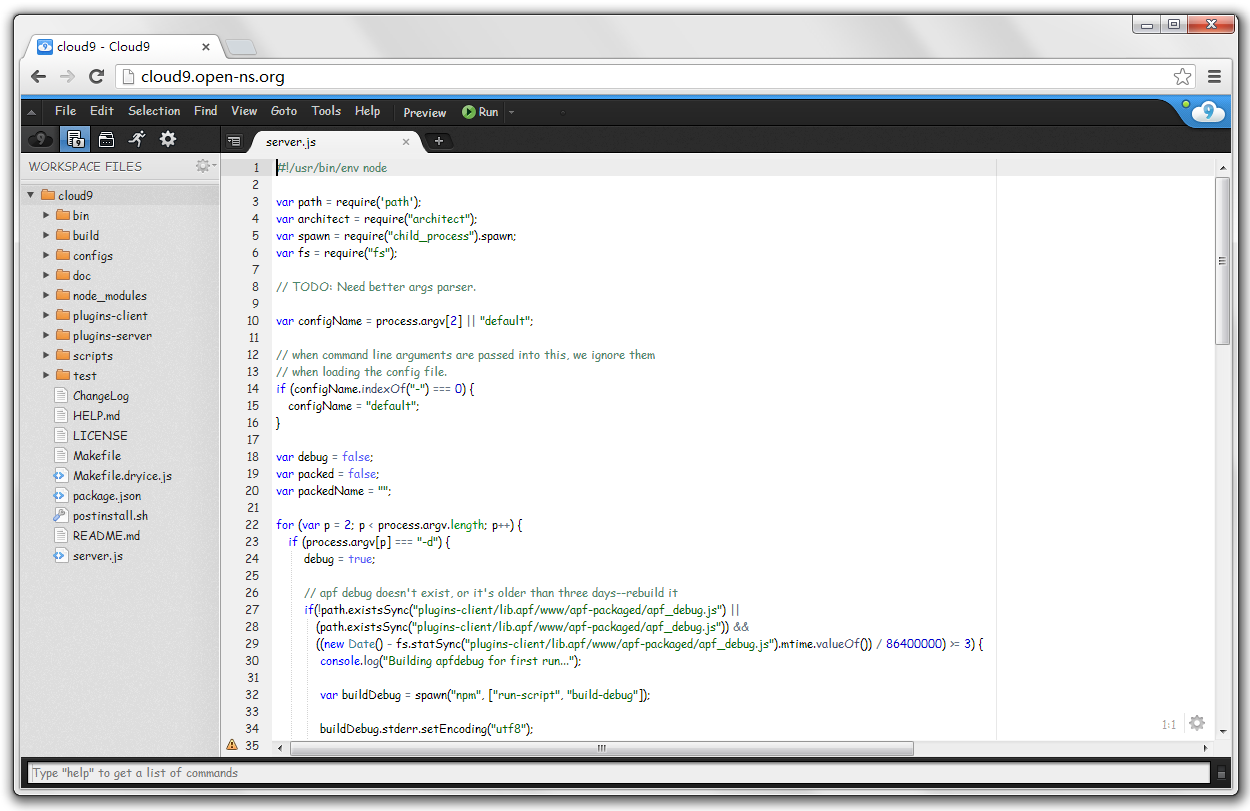 cloud9 - Cloud9
cloud9.open-ns.org
File Edit Selection Find View Goto Tools Help Preview Run
server.js
WORKSPACE FILES
cloud9
bin
build
configs
doc
node_modules
plugins-client
plugins-server
scripts
test
ChangeLog
HELP.md
LICENSE
Makefile
Makefile.dryice.js
package.json
postinstall.sh
README.md
server.js
1 #!/usr/bin/env node
2
3 var path = require('path');
4 var architect = require("architect");
5 var spawn = require("child_process").spawn;
6 var fs = require("fs");
7
8 // TODO: Need better args parser.
9
10 var configName = process.argv[2] || "default";
11
12 // when command line arguments are passed into this, we ignore them
13 // when loading the config file.
14 if (configName.indexOf("-") === 0) {
15 configName = "default";
16 }
17
18 var debug = false;
19 var packed = false;
20 var packedName = "";
21
22 for (var p = 2; p < process.argv.length; p++) {
23 if (process.argv[p] === "-d") {
24 debug = true;
25
26 // apf debug doesn't exist, or it's older than three days--rebuild it
27 if(!path.existsSync("plugins-client/lib.apf/www/apf-packaged/apf_debug.js") ||
28 (path.existsSync("plugins-client/lib.apf/www/apf-packaged/apf_debug.js")) &&
29 ((new Date() - fs.statSync("plugins-client/lib.apf/www/apf-packaged/apf_debug.js").mtime.valueOf()) / 86400000) >= 3) {
30 console.log("Building apfdebug for first run...");
31
32 var buildDebug = spawn("npm", ["run-script", "build-debug"]);
33
34 buildDebug.stderr.setEncoding("utf8");
35
1:1
Type "help" to get a list of commands